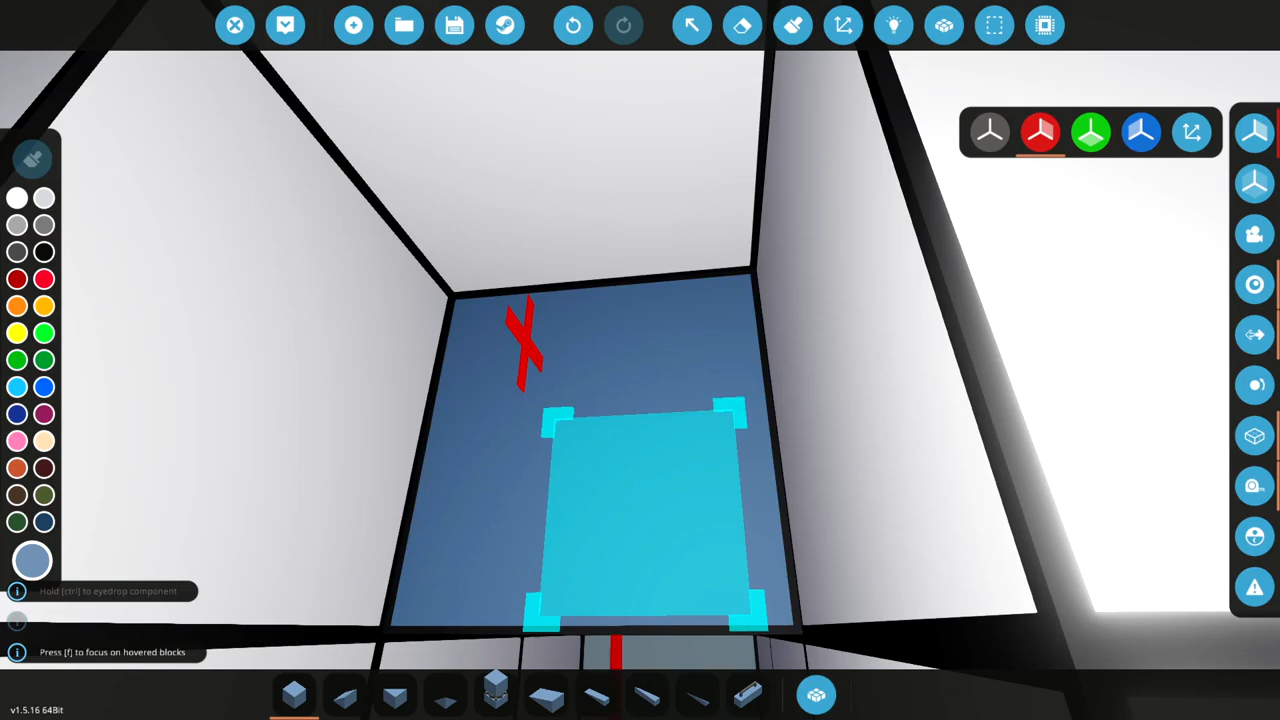 Hold [ctrl] to eyedrop component
Press [f] to focus on hovered blocks
v1.5.16 64Bit